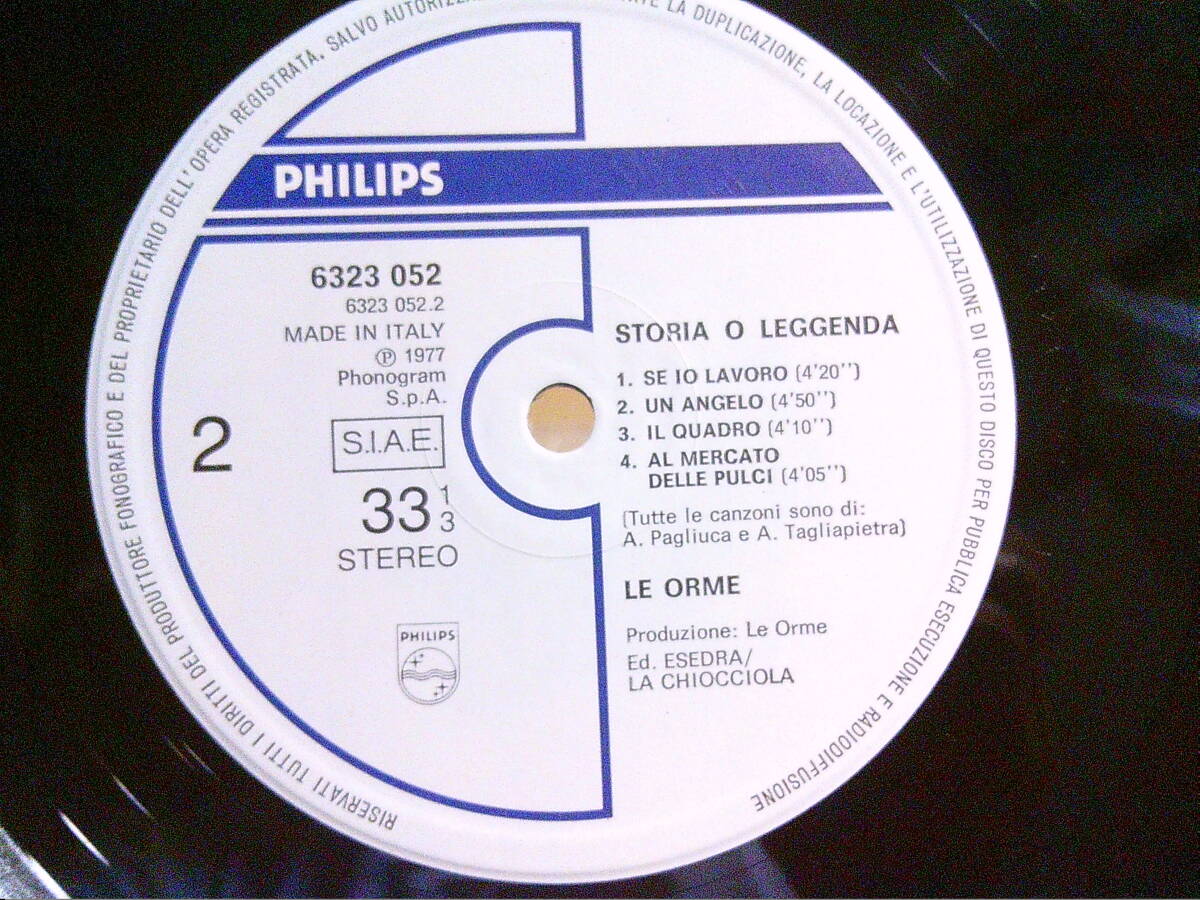 RISERVATI TUTTI I DIRITTI DEL PRODUTTORE FONOGRAFICO E DEL PROPRIETARIO DELL'OPERA REGISTRATA. SALVO
LA DUPLICAZIONE, LA LOCAZIONE E L'UTILIZZAZIONE DI QUESTO DISCO PER PUBBLICA ESECUZIONE E RADIODIFFUSIONE
PHILIPS
6323 052
6323 052.2
MADE IN ITALY
Ⓟ 1977
Phonogram
S.p.A.
S.I.A.E.
2
33 1/3
STEREO
PHILIPS
STORIA O LEGGENDA
1. SE IO LAVORO (4'20'')
2. UN ANGELO (4'50'')
3. IL QUADRO (4'10'')
4. AL MERCATO
DELLE PULCI (4'05'')
(Tutte le canzoni sono di:
A. Pagliuca e A. Tagliapietra)
LE ORME
Produzione: Le Orme
Ed. ESEDRA/
LA CHIOCCIOLA